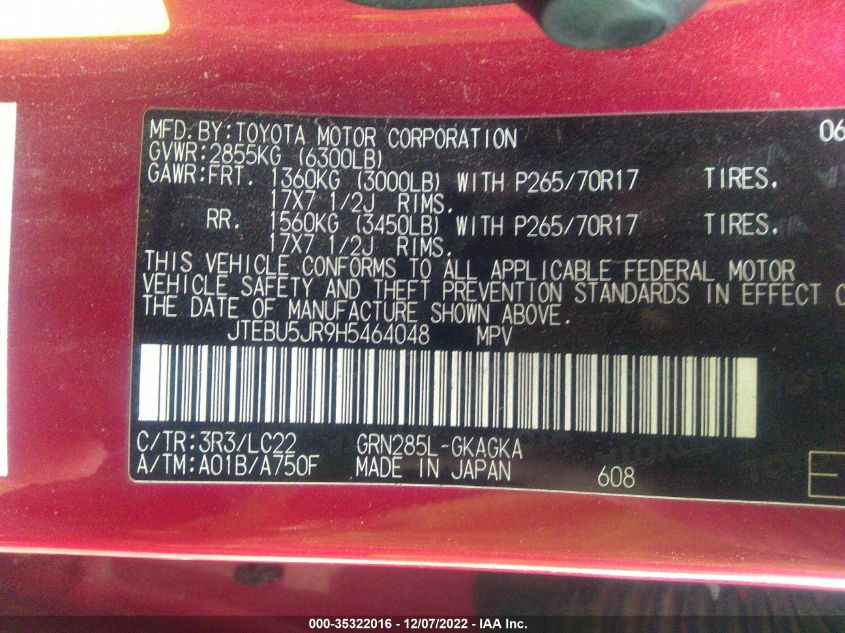 MFD. BY: TOYOTA MOTOR CORPORATION 06
GVWR: 2855KG (6300LB)
GAWR: FRT. 1360KG (3000LB) WITH P265/70R17 TIRES.
17X7 1/2J RIMS.
RR. 1560KG (3450LB) WITH P265/70R17 TIRES.
17X7 1/2J RIMS.
THIS VEHICLE CONFORMS TO ALL APPLICABLE FEDERAL MOTOR
VEHICLE SAFETY AND THEFT PREVENTION STANDARDS IN EFFECT O
THE DATE OF MANUFACTURE SHOWN ABOVE.
JTEBU5JR9H5464048 MPV
C/TR: 3R3/LC22 GRN285L-GKAGKA
A/TM: A01B/A750F MADE IN JAPAN 608
000-35322016 - 12/07/2022 - IAA Inc.